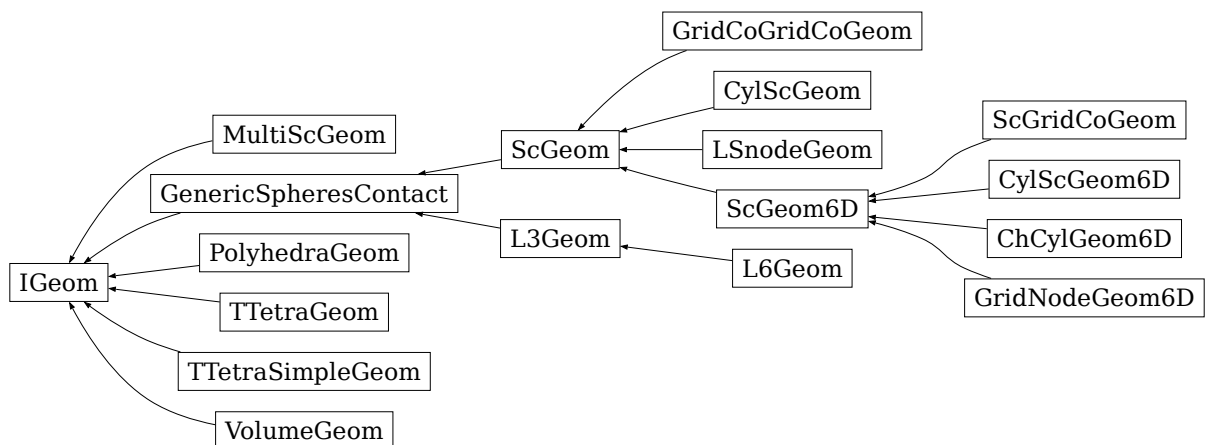 GridCoGridCoGeom
CylScGeom
ScGridCoGeom
MultiScGeom
ScGeom
LSnodeGeom
GenericSpheresContact
CylScGeom6D
ScGeom6D
L3Geom
ChCylGeom6D
PolyhedraGeom
L6Geom
IGeom
GridNodeGeom6D
TTetraGeom
TTetraSimpleGeom
VolumeGeom